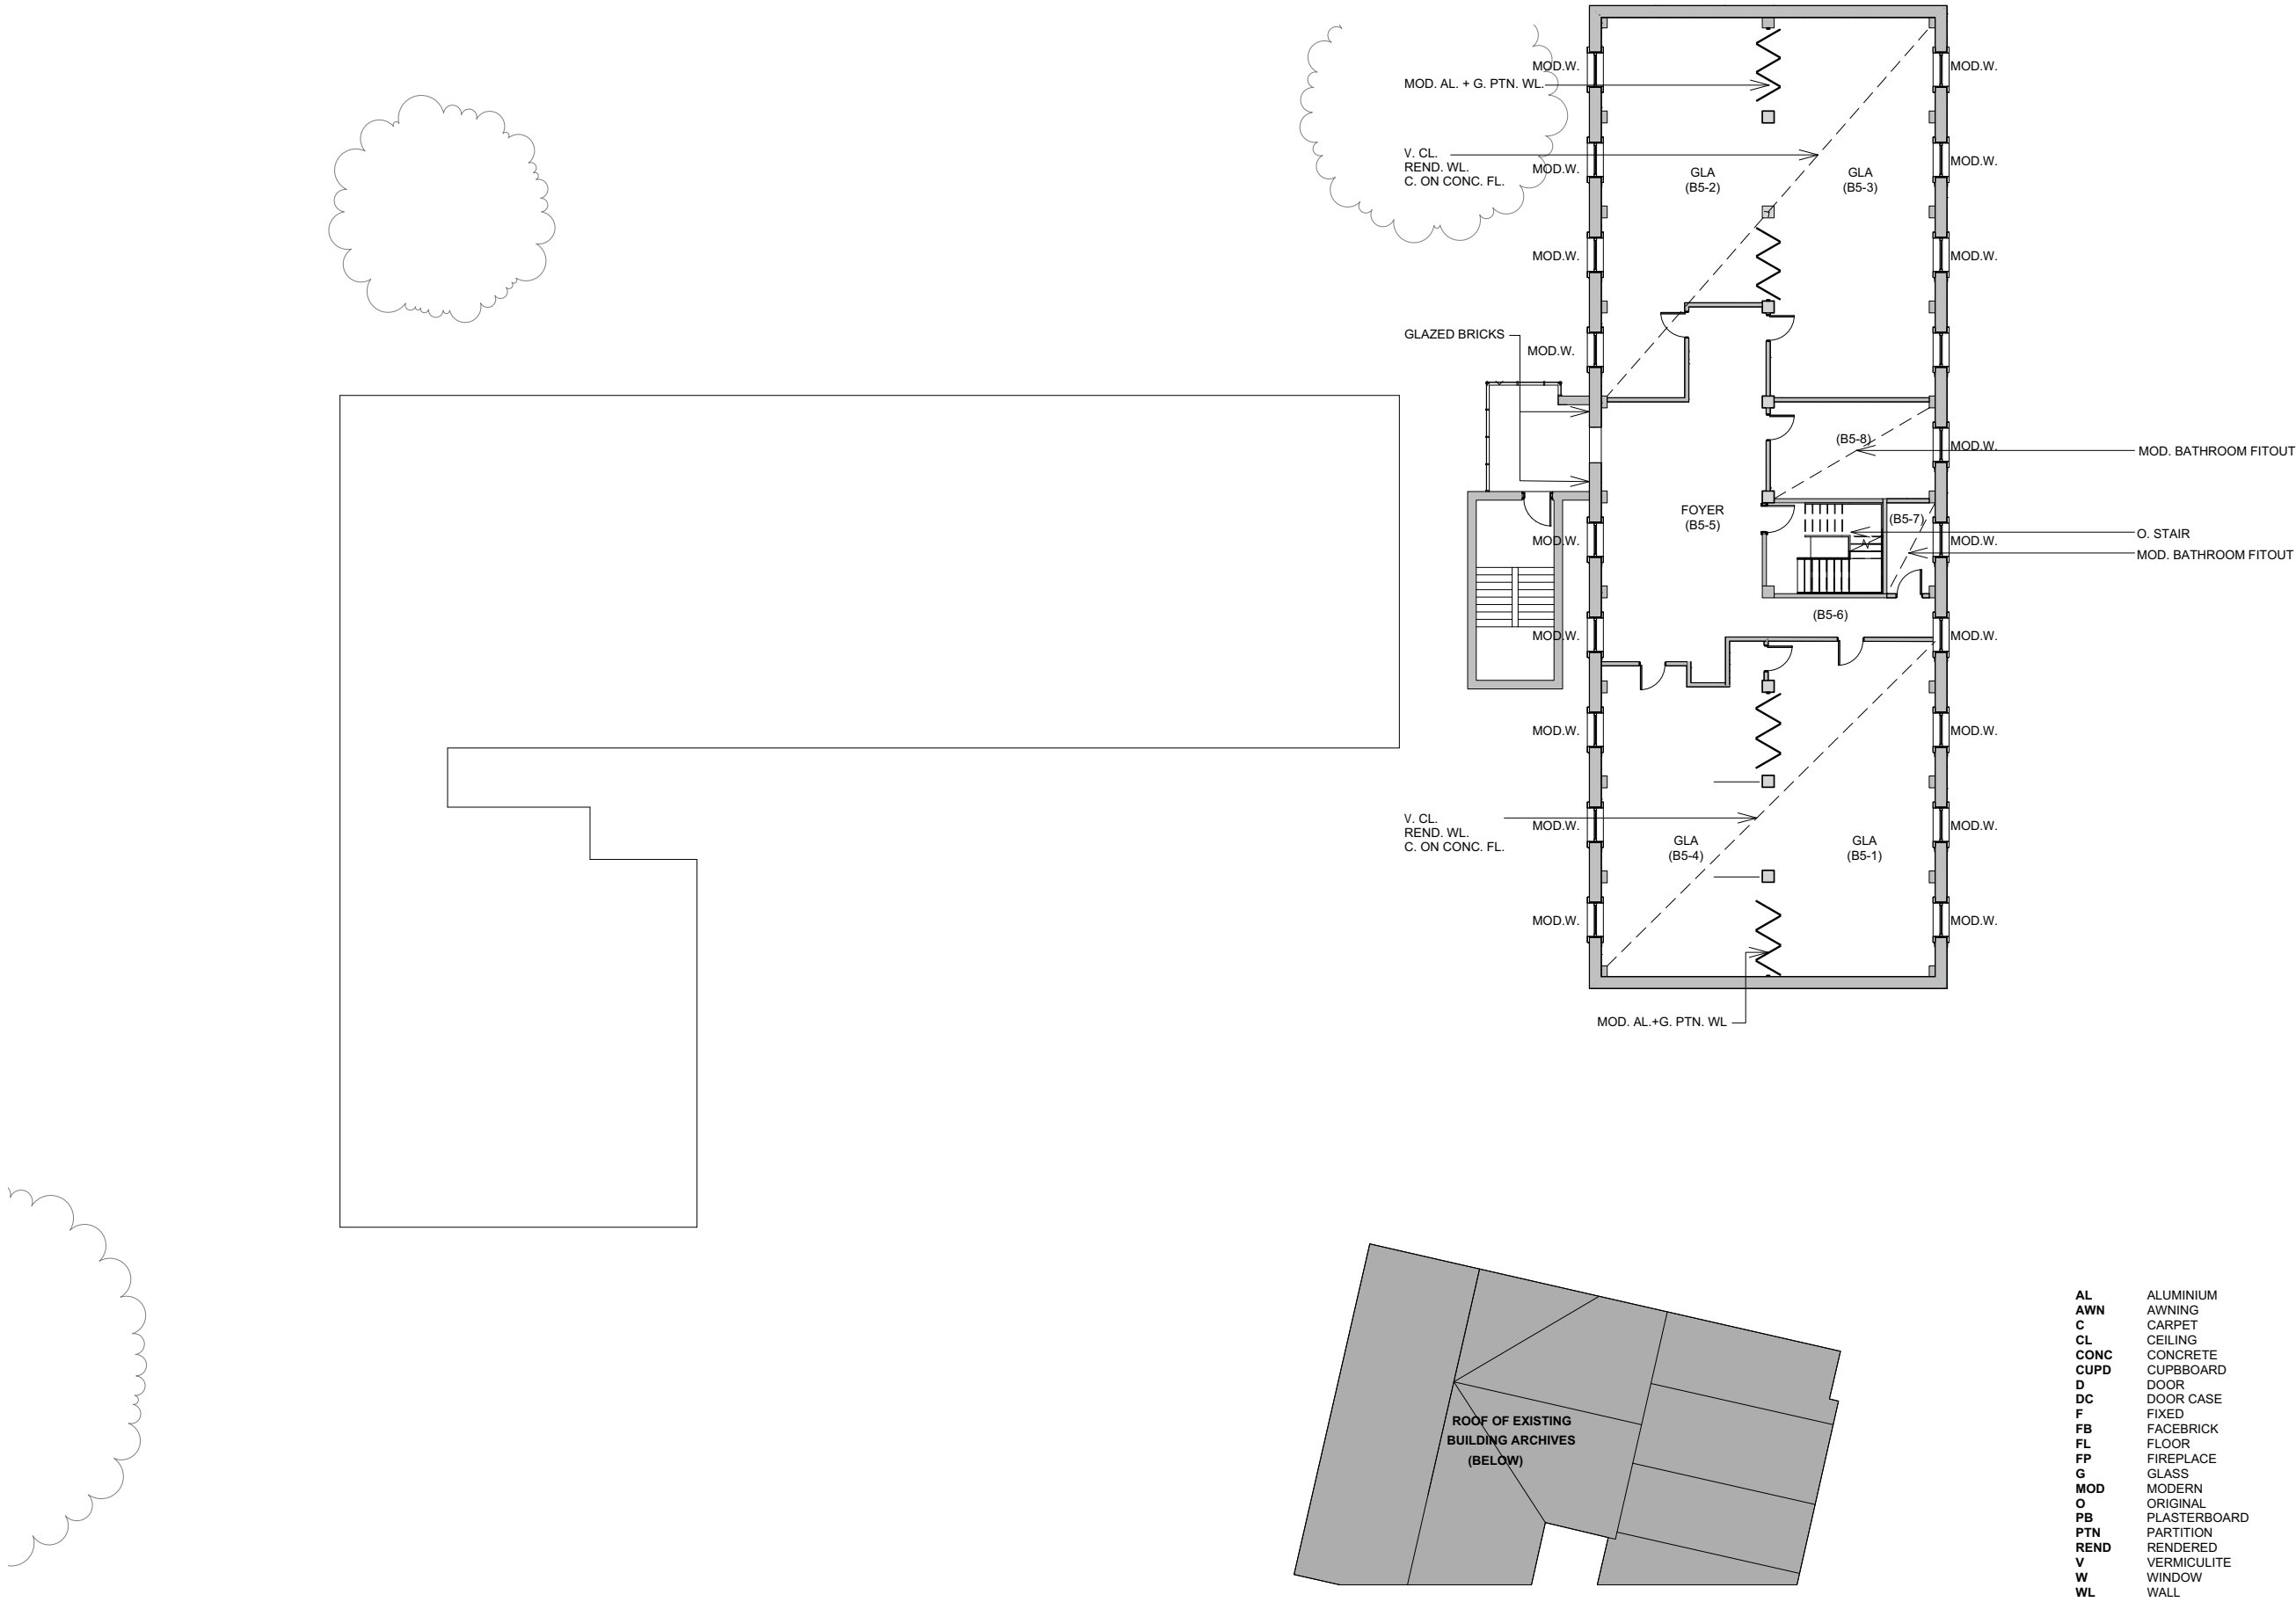 MOD.W.
MOD.W.
MOD. AL. + G. PTN. WL.
V. CL.
REND. WL.
C. ON CONC. FL.
MOD.W.
MOD.W.
GLA
(B5-2)
GLA
(B5-3)
MOD.W.
MOD.W.
GLAZED BRICKS
MOD.W.
(B5-8)
MOD.W.
MOD. BATHROOM FITOUT
FOYER
(B5-5)
(B5-7)
MOD.W.
MOD.W.
O. STAIR
MOD. BATHROOM FITOUT
(B5-6)
MOD.W.
MOD.W.
MOD.W.
MOD.W.
V. CL.
REND. WL.
C. ON CONC. FL.
MOD.W.
MOD.W.
GLA
(B5-4)
GLA
(B5-1)
MOD.W.
MOD.W.
MOD. AL.+G. PTN. WL
ROOF OF EXISTING
BUILDING ARCHIVES
(BELOW)
AL ALUMINIUM
AWN AWNING
C CARPET
CL CEILING
CONC CONCRETE
CUPD CUPBBOARD
D DOOR
DC DOOR CASE
F FIXED
FB FACEBRICK
FL FLOOR
FP FIREPLACE
G GLASS
MOD MODERN
O ORIGINAL
PB PLASTERBOARD
PTN PARTITION
REND RENDERED
V VERMICULITE
W WINDOW
WL WALL